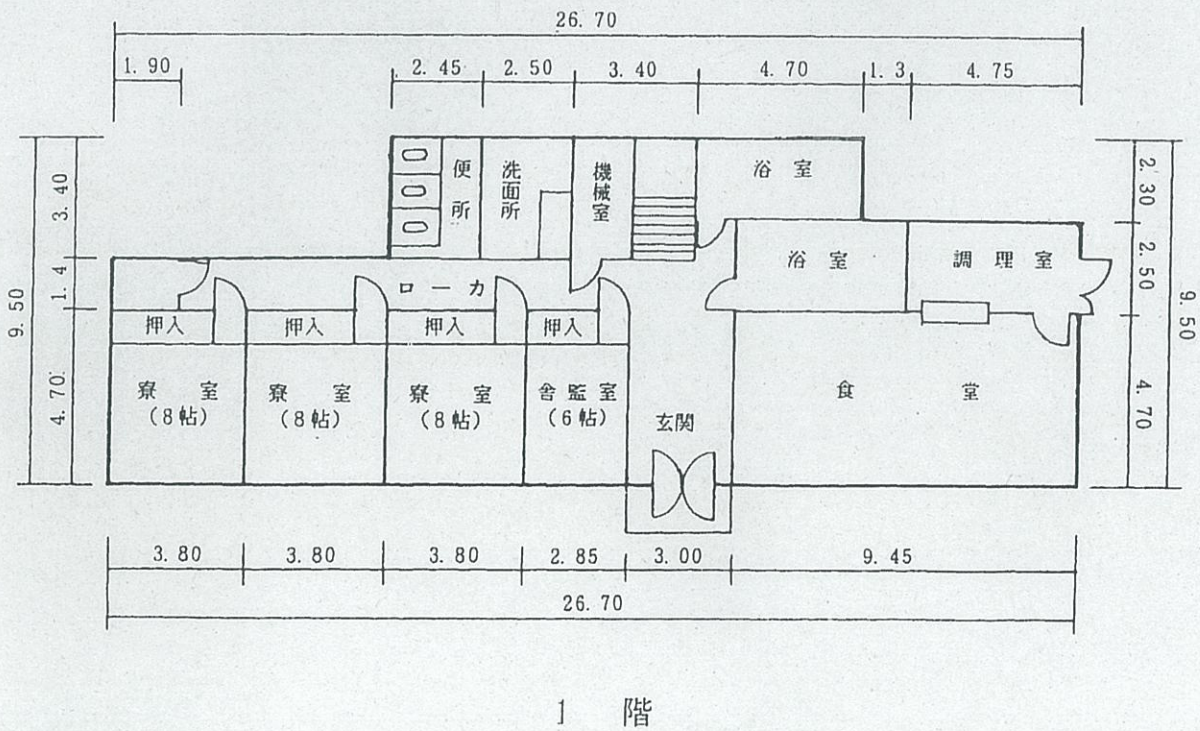 26.70
1.90
2.45
2.50
3.40
4.70
1.3
4.75
9.50
3.40
1.4
4.70
便所
洗面所
機械室
浴室
2.30
2.50
4.70
9.50
浴室
調理室
ローカ
押入
押入
押入
押入
寮室
(8帖)
寮室
(8帖)
寮室
(8帖)
舎監室
(6帖)
玄関
食堂
3.80
3.80
3.80
2.85
3.00
9.45
26.70
1階